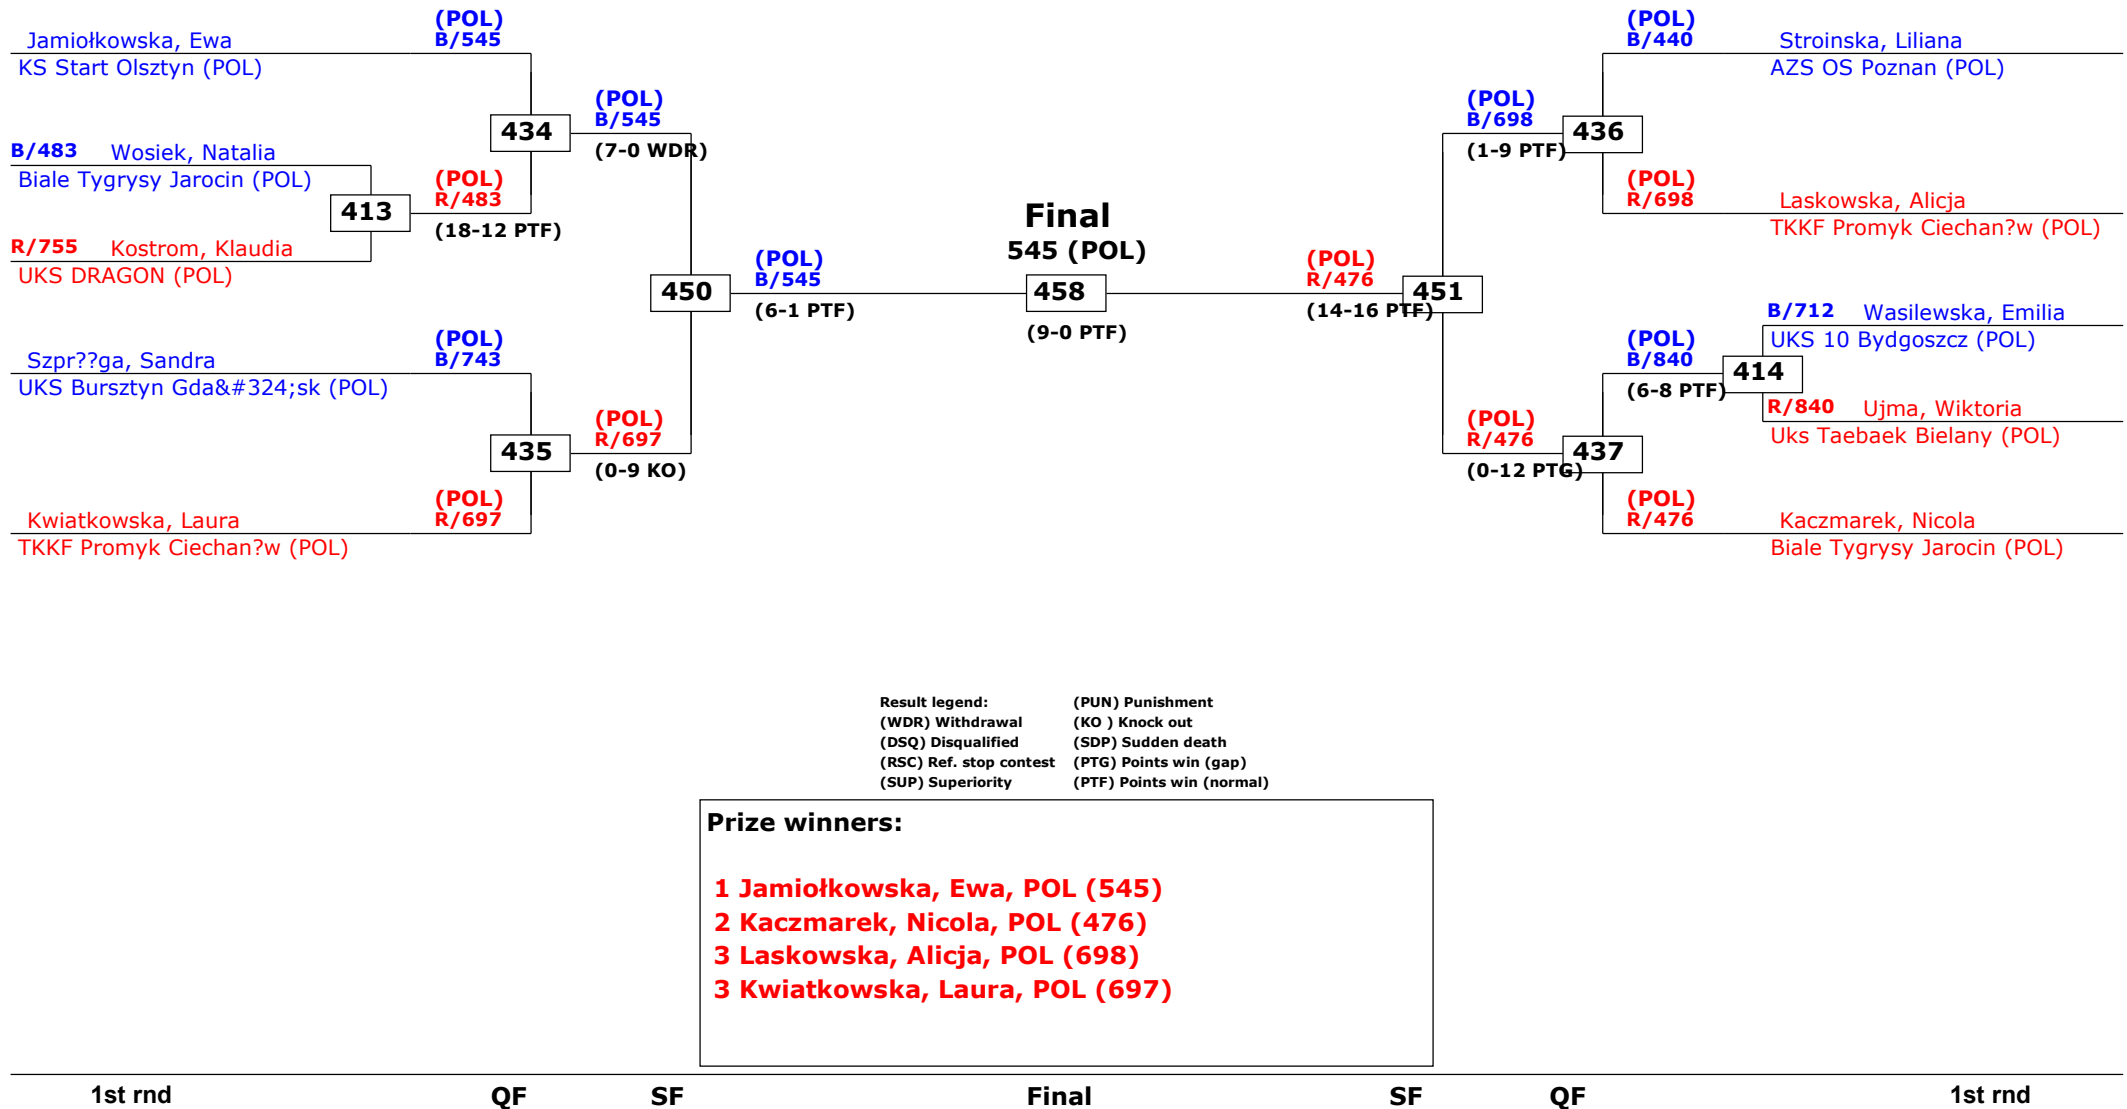 (POL)
B/545
Jamiołkowska, Ewa
KS Start Olsztyn (POL)
434
(POL)
B/545
(7-0 WDR)
B/483 Wosiek, Natalia
Biale Tygrysy Jarocin (POL)
413
(POL)
R/483
(18-12 PTF)
R/755 Kostrom, Klaudia
UKS DRAGON (POL)
450
(POL)
B/545
(6-1 PTF)
Szpr??ga, Sandra
UKS Bursztyn Gda&#324;sk (POL)
(POL)
B/743
435
(POL)
R/697
(0-9 KO)
(POL)
R/697
Kwiatkowska, Laura
TKKF Promyk Ciechan?w (POL)
Final
545 (POL)
458
(9-0 PTF)
(POL)
R/476
(14-16 PTF)
451
(POL)
B/698
(1-9 PTF)
436
(POL)
B/440
Stroinska, Liliana
AZS OS Poznan (POL)
(POL)
R/698
Laskowska, Alicja
TKKF Promyk Ciechan?w (POL)
B/712 Wasilewska, Emilia
UKS 10 Bydgoszcz (POL)
(POL)
B/840
(6-8 PTF)
414
R/840 Ujma, Wiktoria
Uks Taebaek Bielany (POL)
(POL)
R/476
(0-12 PTG)
437
(POL)
R/476
Kaczmarek, Nicola
Biale Tygrysy Jarocin (POL)
Result legend: (PUN) Punishment
(WDR) Withdrawal (KO ) Knock out
(DSQ) Disqualified (SDP) Sudden death
(RSC) Ref. stop contest (PTG) Points win (gap)
(SUP) Superiority (PTF) Points win (normal)
Prize winners:
1 Jamiołkowska, Ewa, POL (545)
2 Kaczmarek, Nicola, POL (476)
3 Laskowska, Alicja, POL (698)
3 Kwiatkowska, Laura, POL (697)
1st rnd QF SF Final SF QF 1st rnd